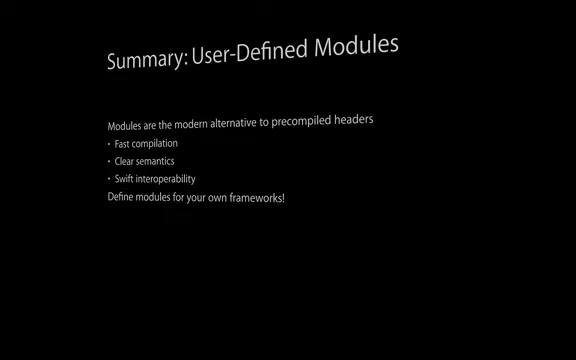 Summary: User-Defined Modules
Modules are the modern alternative to precompiled headers
• Fast compilation
• Clear semantics
• Swift interoperability
Define modules for your own frameworks!